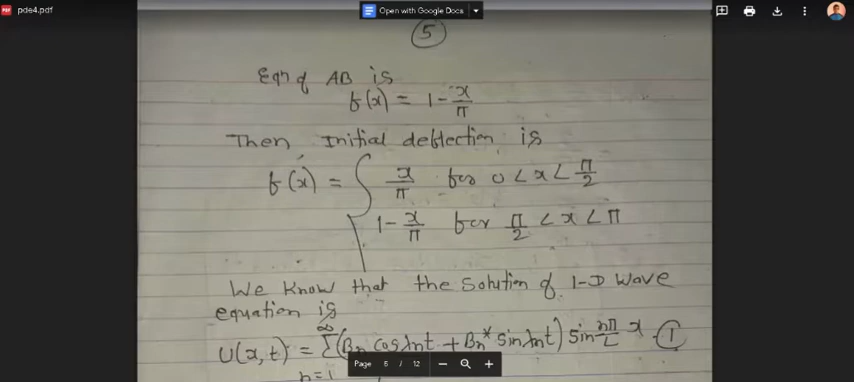 pdf pde4.pdf
Open with Google Docs
5
Eqn of AB is
f(x) = 1 - x/π
Then Initial deflection is
f(x) = { x/π for 0 < x < π/2
1 - x/π for π/2 < x < π
We know that the solution of 1-D wave
equation is
U(x,t) = ∞Σn=1 (Bn cos λnt + Bn* sin λnt) sin nπ/L x - ①
Page 5 / 12